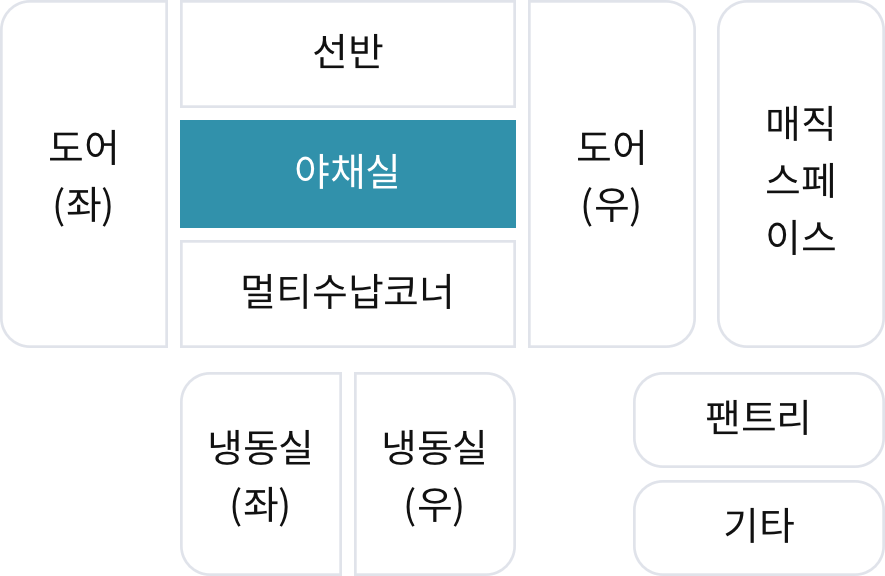 도어
(좌)
선반
야채실
멀티수납코너
도어
(우)
매직
스페
이스
냉동실
(좌)
냉동실
(우)
팬트리
기타